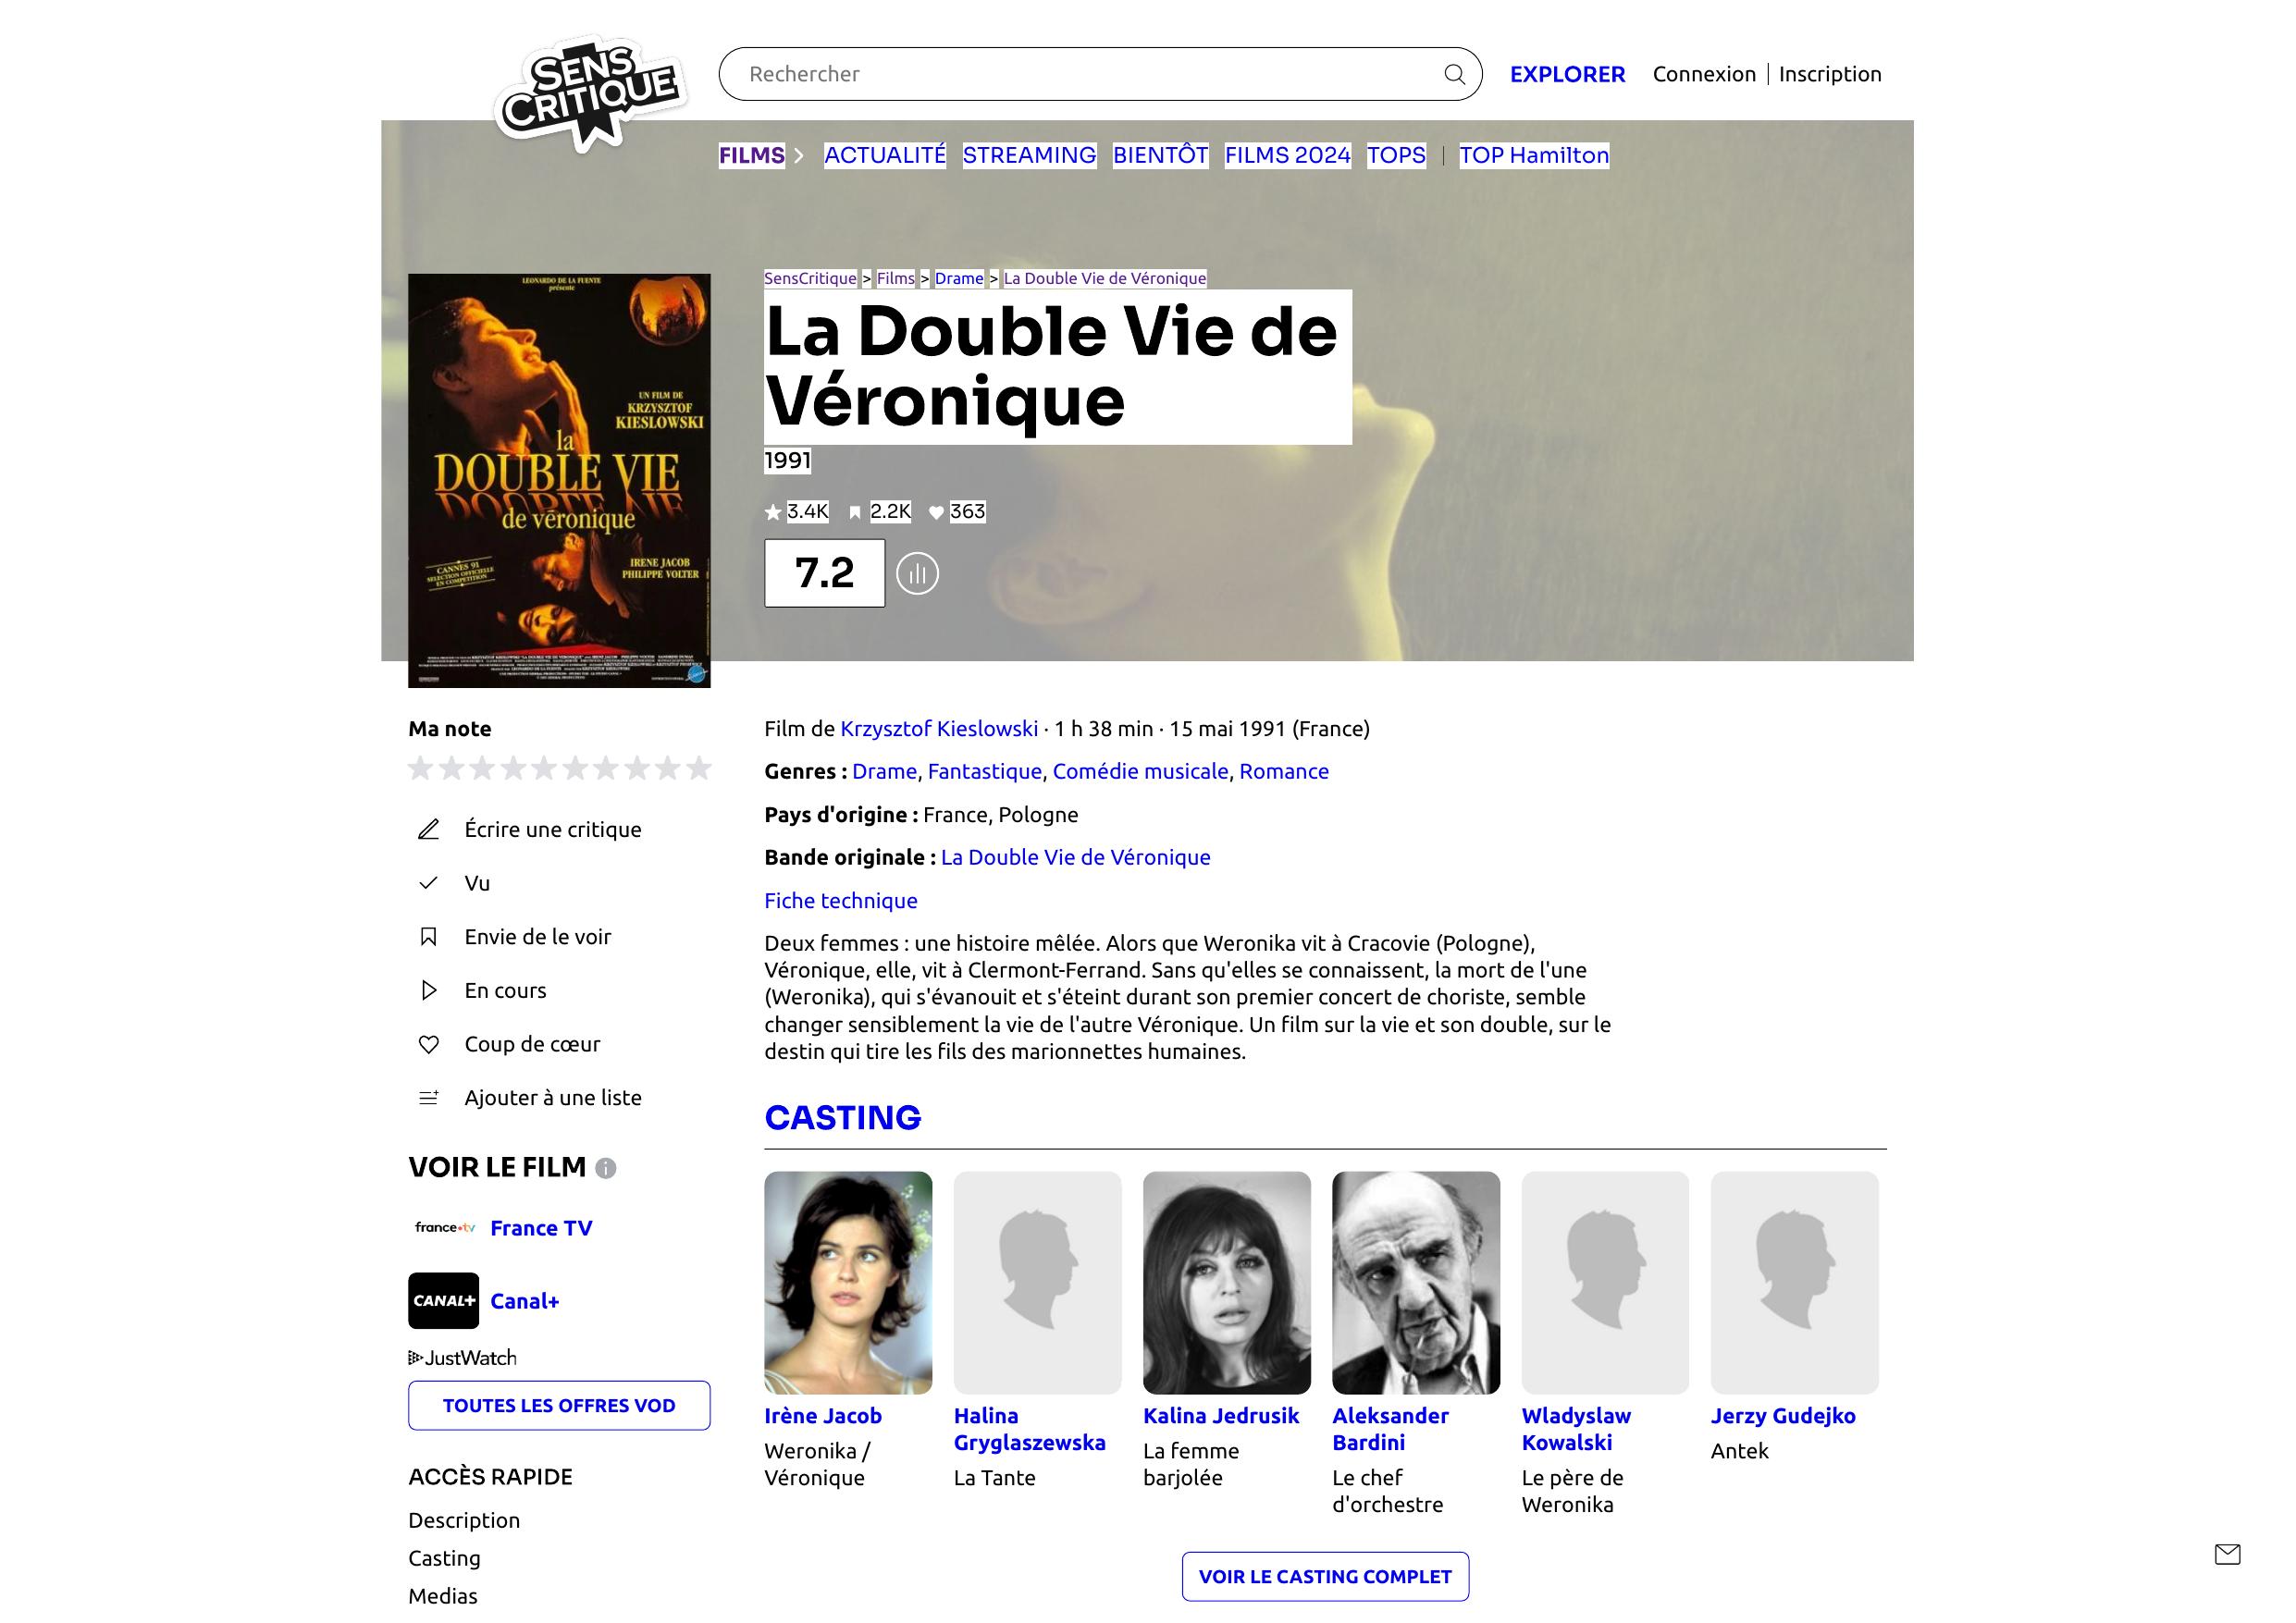 SENS
CRITIQUE
Rechercher
EXPLORER
Connexion
Inscription
FILMS
ACTUALITÉ
STREAMING
BIENTÔT
FILMS 2024
TOPS
TOP Hamilton
LEONARDO DE LA FUENTE
présente
UN FILM DE
KRZYSZTOF
KIESLOWSKI
la
DOUBLE VIE
de véronique
CANNES 91
SELECTION OFFICIELLE
EN COMPETITION
IRENE JACOB
PHILIPPE VOLTER
SensCritique > Films > Drame > La Double Vie de Véronique
La Double Vie de
Véronique
1991
3.4K
2.2K
363
7.2
Ma note
Écrire une critique
Vu
Envie de le voir
En cours
Coup de cœur
Ajouter à une liste
VOIR LE FILM
france•tv
France TV
CANAL+
Canal+
JustWatch
TOUTES LES OFFRES VOD
ACCÈS RAPIDE
Description
Casting
Medias
Film de Krzysztof Kieslowski · 1 h 38 min · 15 mai 1991 (France)
Genres : Drame, Fantastique, Comédie musicale, Romance
Pays d'origine : France, Pologne
Bande originale : La Double Vie de Véronique
Fiche technique
Deux femmes : une histoire mêlée. Alors que Weronika vit à Cracovie (Pologne),
Véronique, elle, vit à Clermont-Ferrand. Sans qu'elles se connaissent, la mort de l'une
(Weronika), qui s'évanouit et s'éteint durant son premier concert de choriste, semble
changer sensiblement la vie de l'autre Véronique. Un film sur la vie et son double, sur le
destin qui tire les fils des marionnettes humaines.
CASTING
Irène Jacob
Weronika /
Véronique
Halina
Gryglaszewska
La Tante
Kalina Jedrusik
La femme
barjolée
Aleksander
Bardini
Le chef
d'orchestre
Wladyslaw
Kowalski
Le père de
Weronika
Jerzy Gudejko
Antek
VOIR LE CASTING COMPLET